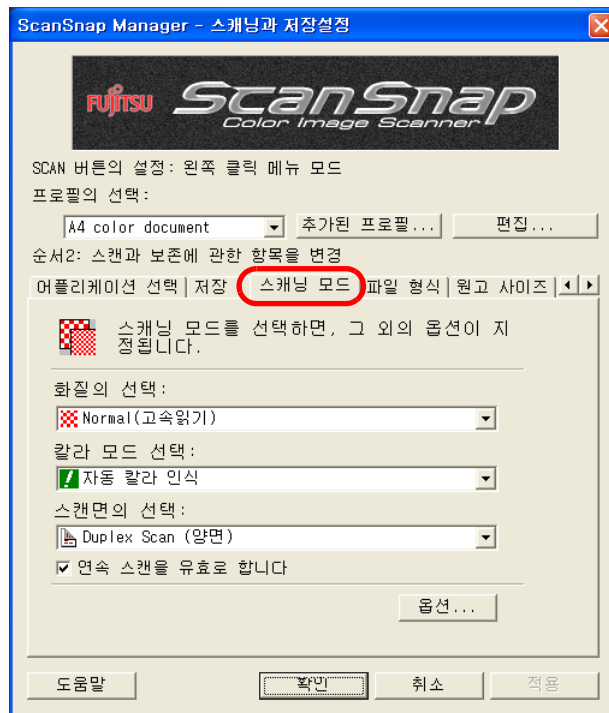 ScanSnap Manager - 스캐닝과 저장설정
FUJITSU ScanSnap
Color Image Scanner
SCAN 버튼의 설정: 왼쪽 클릭 메뉴 모드
프로필의 선택:
A4 color document 추가된 프로필... 편집...
순서2: 스캔과 보존에 관한 항목을 변경
어플리케이션 선택 저장 스캐닝 모드 파일 형식 원고 사이즈
스캐닝 모드를 선택하면, 그 외의 옵션이 지
정됩니다.
화질의 선택:
Normal(고속읽기)
칼라 모드 선택:
자동 칼라 인식
스캔면의 선택:
Duplex Scan (양면)
연속 스캔을 유효로 합니다
옵션...
도움말 확인 취소 적용